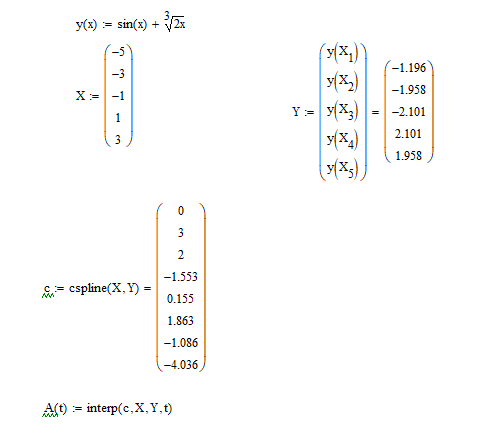 y(x) := sin(x) + ∛2x
X := (−5 −3 −1 1 3)
Y := (y(X₁) y(X₂) y(X₃) y(X₄) y(X₅)) = (−1.196 −1.958 −2.101 2.101 1.958)
c := cspline(X,Y) = (0 3 2 −1.553 0.155 1.863 −1.086 −4.036)
A(t) := interp(c,X,Y,t)